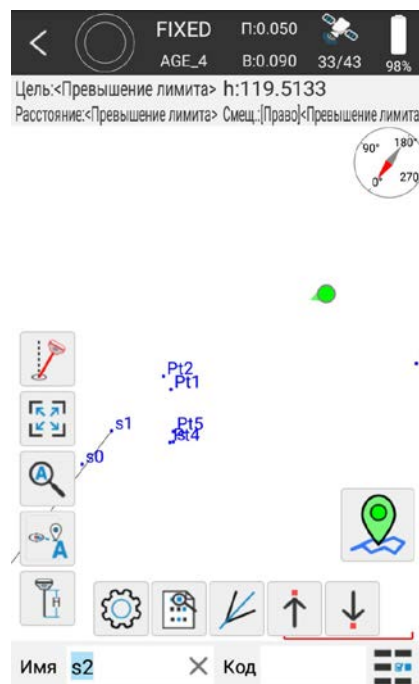 FIXED П:0.050
AGE_4 В:0.090 33/43 98%
Цель:<Превышение лимита> h:119.5133
Расстояние:<Превышение лимита> Смещ.:[Право]<Превышение лимита
90° 180°
0° 270
Pt2
Pt1
s1
Pt5
s0
A
A
H
Имя s2 Код